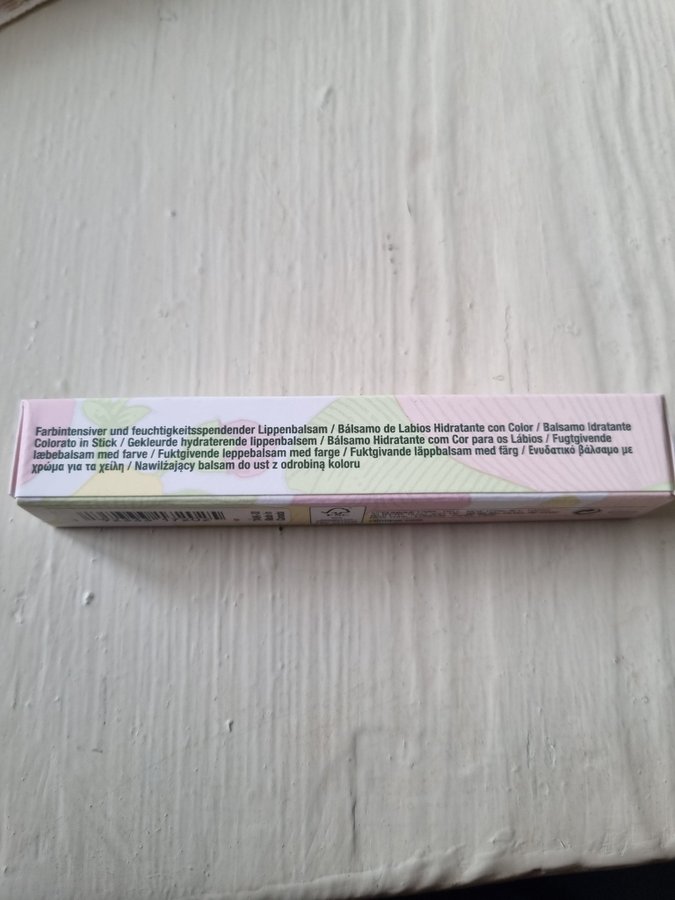 Farbintensiver und feuchtigkeitsspendender Lippenbalsam / Bálsamo de Labios Hidratante con Color / Balsamo Idratante
Colorato in Stick / Gekleurde hydraterende lippenbalsem / Bálsamo Hidratante com Cor para os Lábios / Fugtgivende
læbebalsam med farve / Fuktgivende leppebalsam med farge / Fuktgivande läppbalsam med färg / Ενυδατικό βάλσαμο με
χρώμα για τα χείλη / Nawilżający balsam do ust z odrobiną koloru